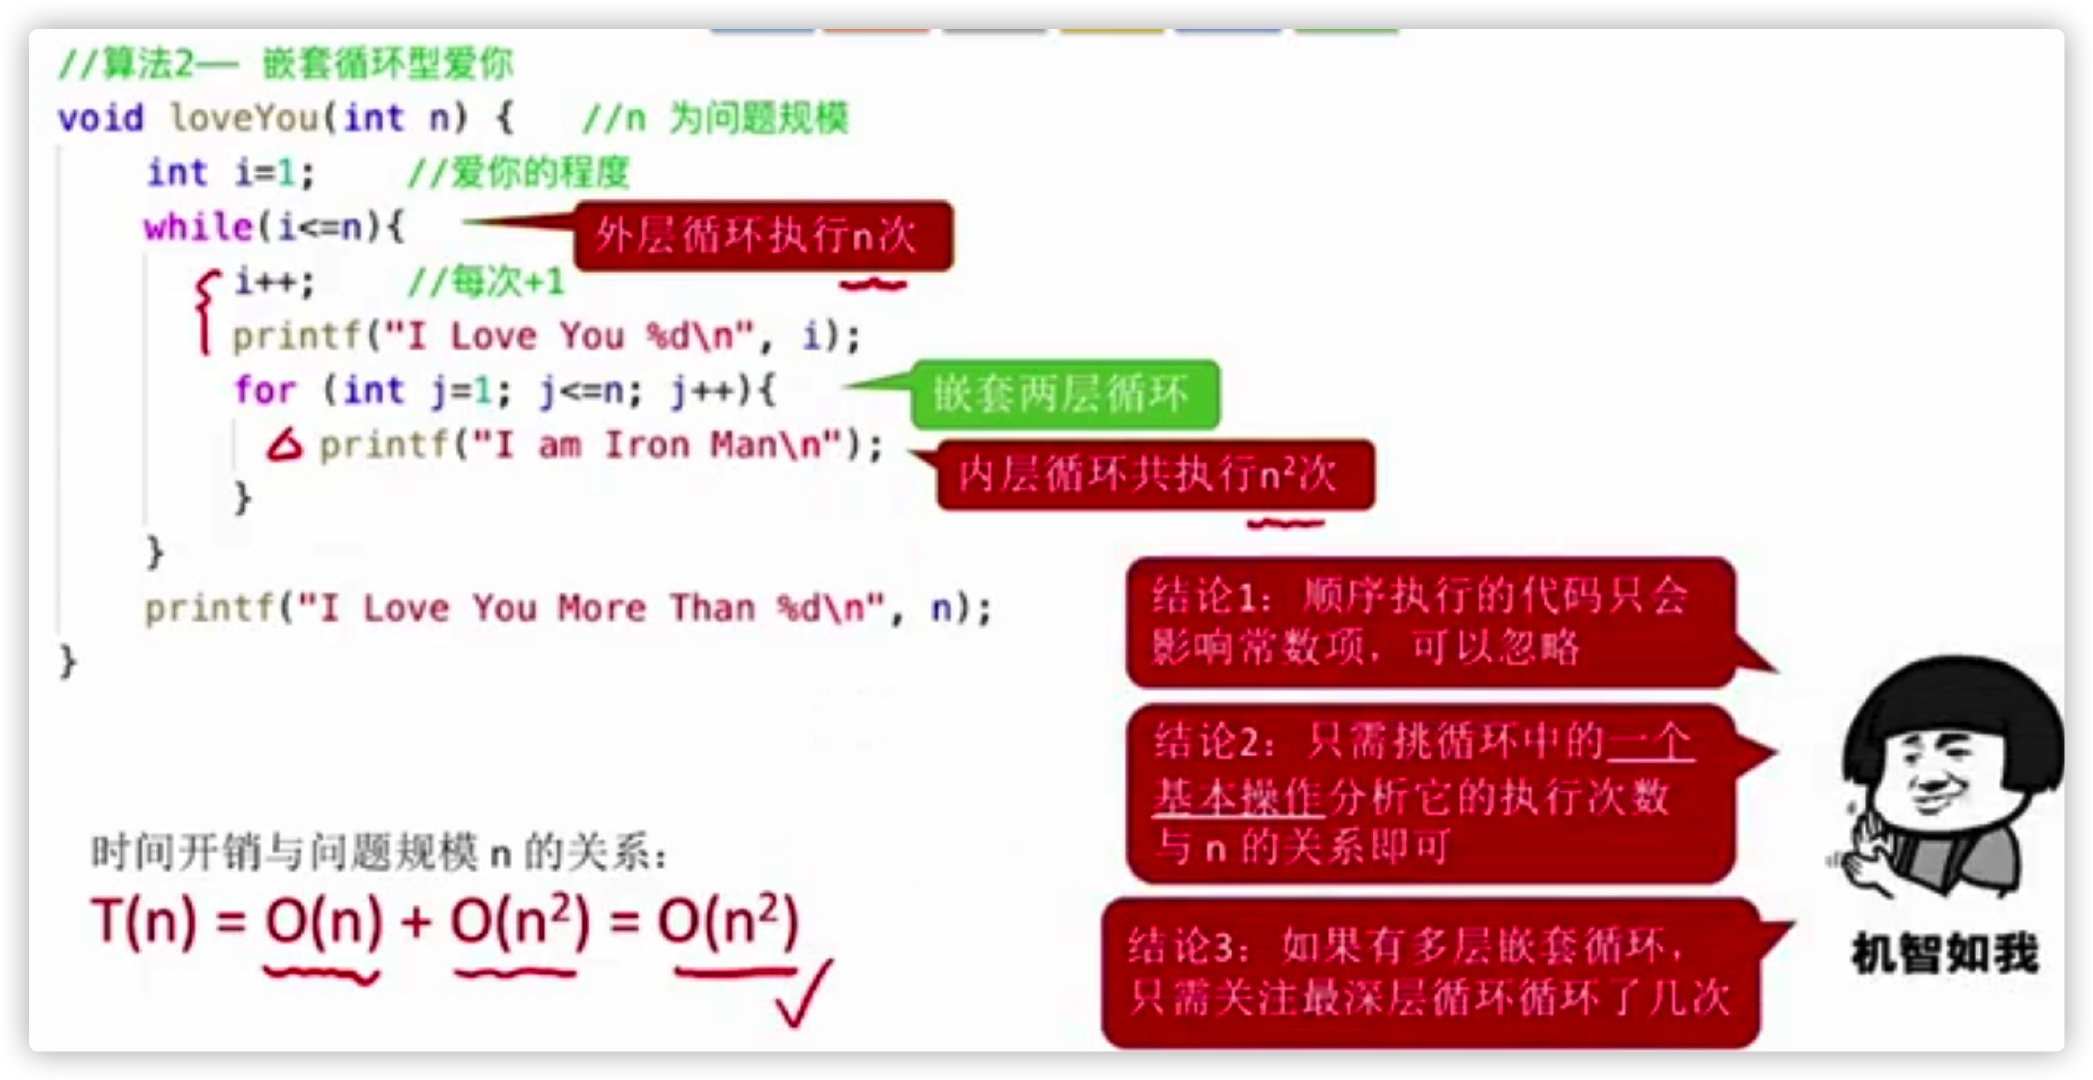 //算法2—— 嵌套循环型爱你
void loveYou(int n) {   //n 为问题规模
int i=1;    //爱你的程度
while(i<=n){
外层循环执行n次
i++;    //每次+1
printf("I Love You %d\n", i);
for (int j=1; j<=n; j++){
嵌套两层循环
printf("I am Iron Man\n");
内层循环共执行n²次
}
}
printf("I Love You More Than %d\n", n);
}
结论1：顺序执行的代码只会
影响常数项，可以忽略
结论2：只需挑循环中的一个
基本操作分析它的执行次数
与 n 的关系即可
时间开销与问题规模 n 的关系：
T(n) = O(n) + O(n²) = O(n²)
结论3：如果有多层嵌套循环，
只需关注最深层循环循环了几次
机智如我